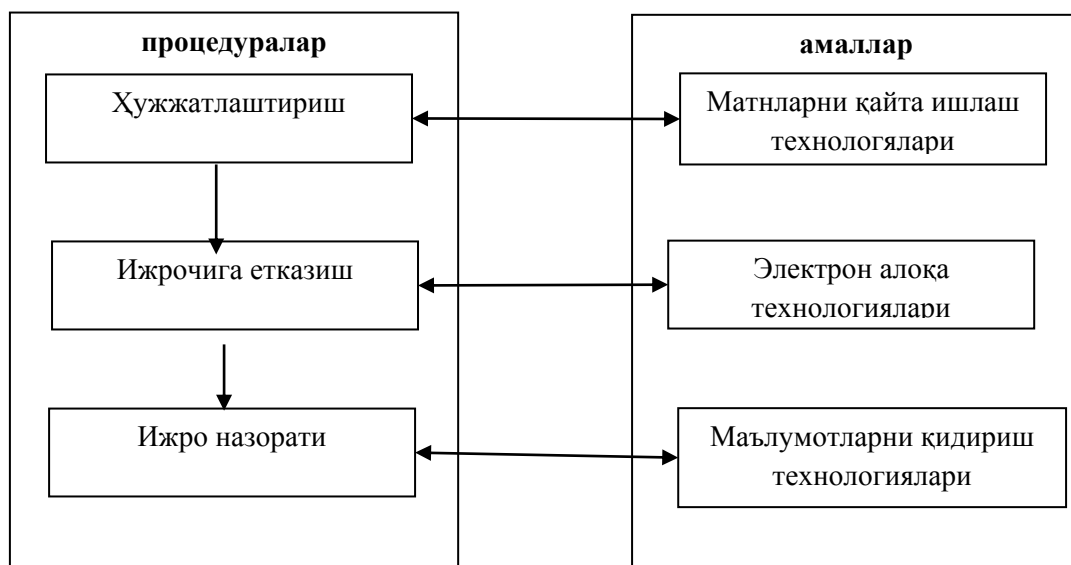 процедуралар
Ҳужжатлаштириш
Ижрочига етказиш
Ижро назорати
амаллар
Матнларни қайта ишлаш
технологялари
Электрон алоқа
технологиялари
Маълумотларни қидириш
технологиялари